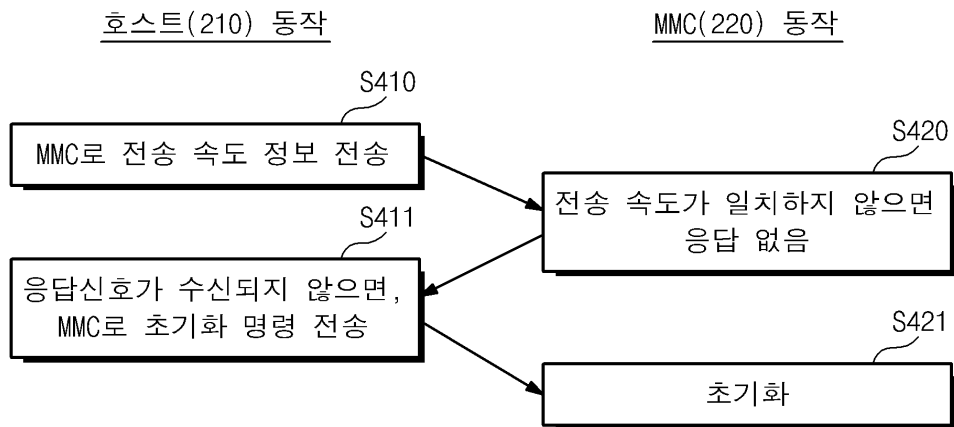 호스트(210) 동작
MMC(220) 동작
S410
MMC로 전송 속도 정보 전송
S420
전송 속도가 일치하지 않으면
응답 없음
S411
응답신호가 수신되지 않으면,
MMC로 초기화 명령 전송
S421
초기화